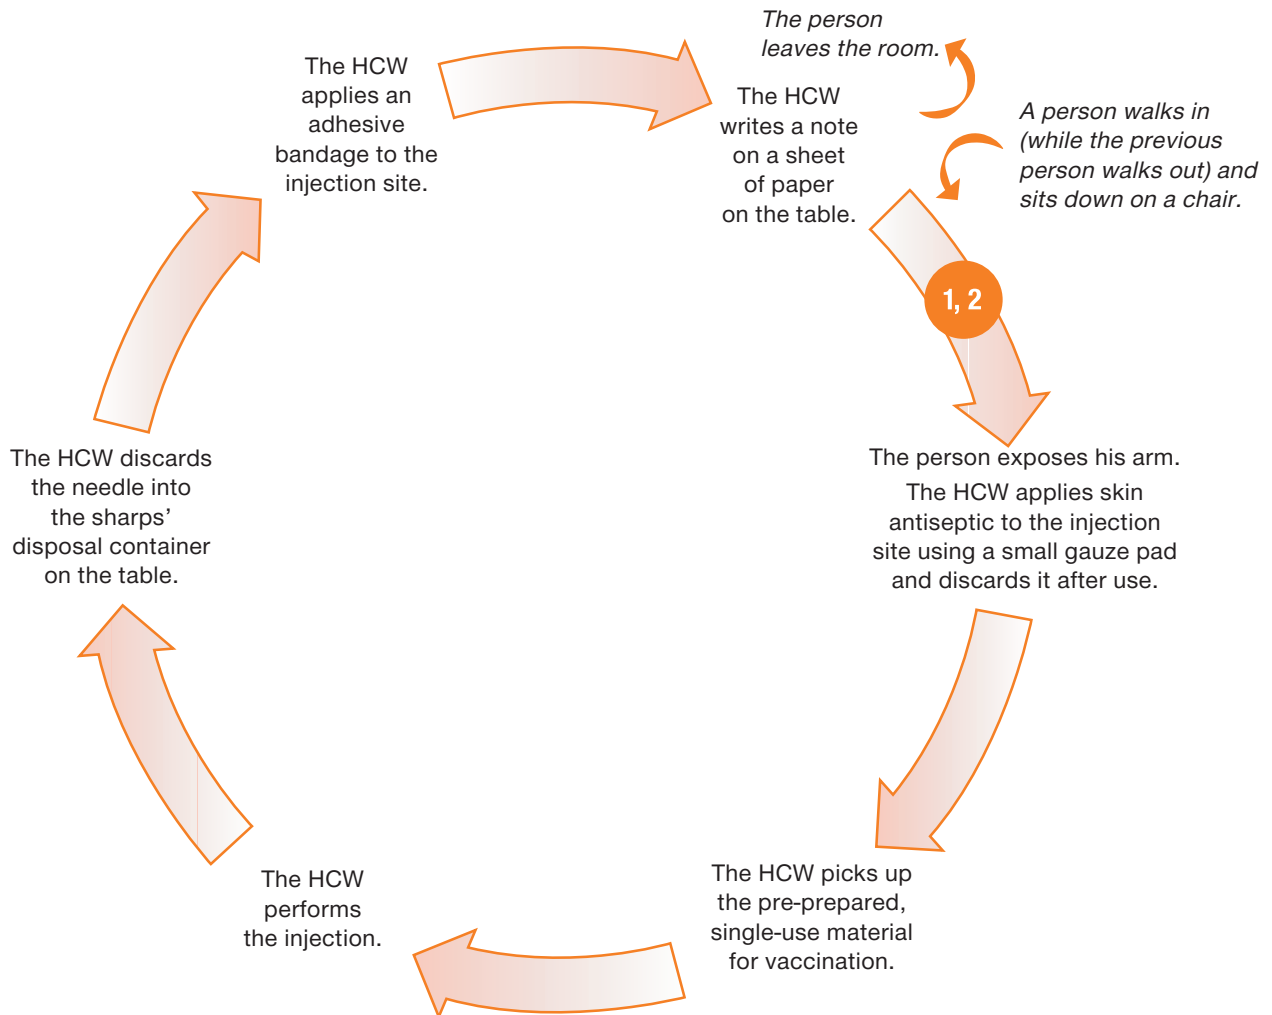 The person
leaves the room.
The HCW
writes a note
on a sheet
of paper
on the table.
A person walks in
(while the previous
person walks out) and
sits down on a chair.
1, 2
The person exposes his arm.
The HCW applies skin
antiseptic to the injection
site using a small gauze pad
and discards it after use.
The HCW picks up
the pre-prepared,
single-use material
for vaccination.
The HCW
performs
the injection.
The HCW discards
the needle into
the sharps’
disposal container
on the table.
The HCW
applies an
adhesive
bandage to the
injection site.